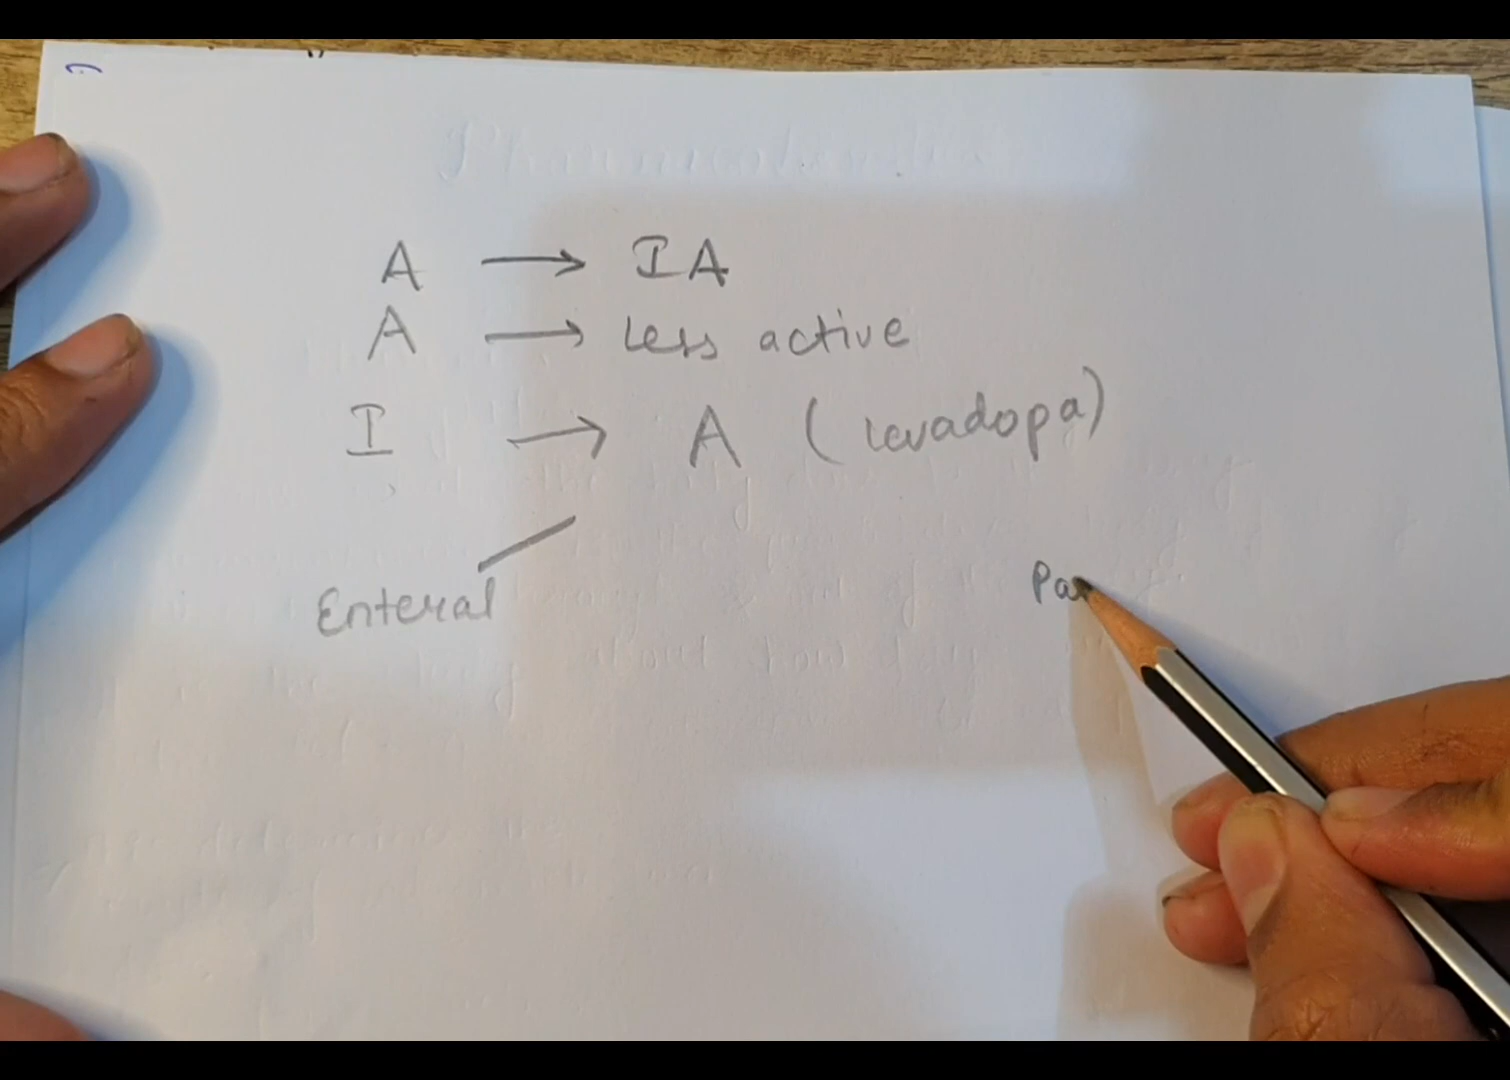 A → IA
A → Less active
I → A (levadopa)
Enteral Pa